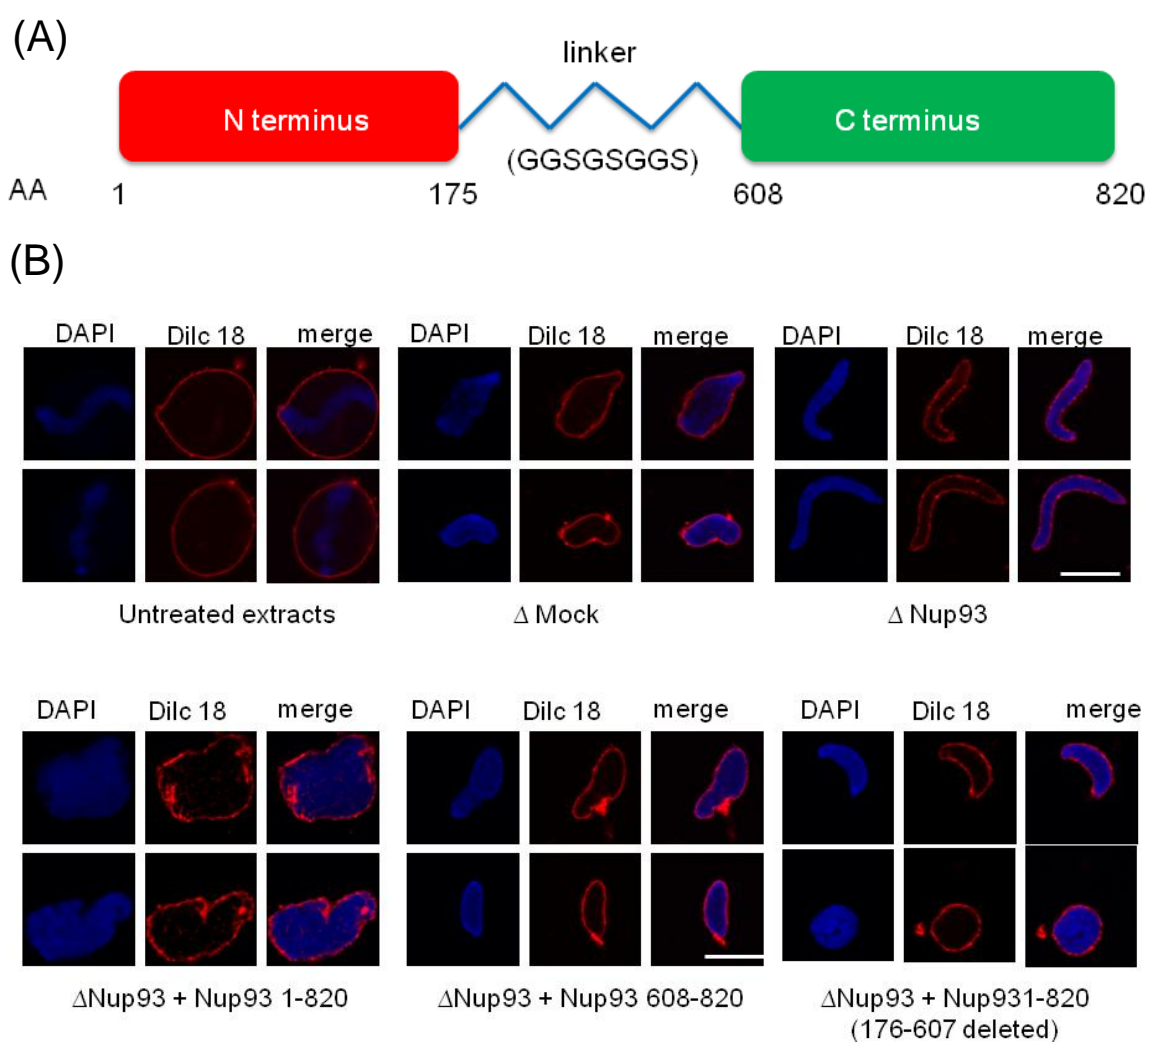 (A)
linker
N terminus
C terminus
(GGSGSGGS)
AA 1 175 608 820
(B)
DAPI Dilc 18 merge DAPI Dilc 18 merge DAPI Dilc 18 merge
Untreated extracts Δ Mock Δ Nup93
DAPI Dilc 18 merge DAPI Dilc 18 merge DAPI Dilc 18 merge
ΔNup93 + Nup93 1-820 ΔNup93 + Nup93 608-820 ΔNup93 + Nup931-820
(176-607 deleted)